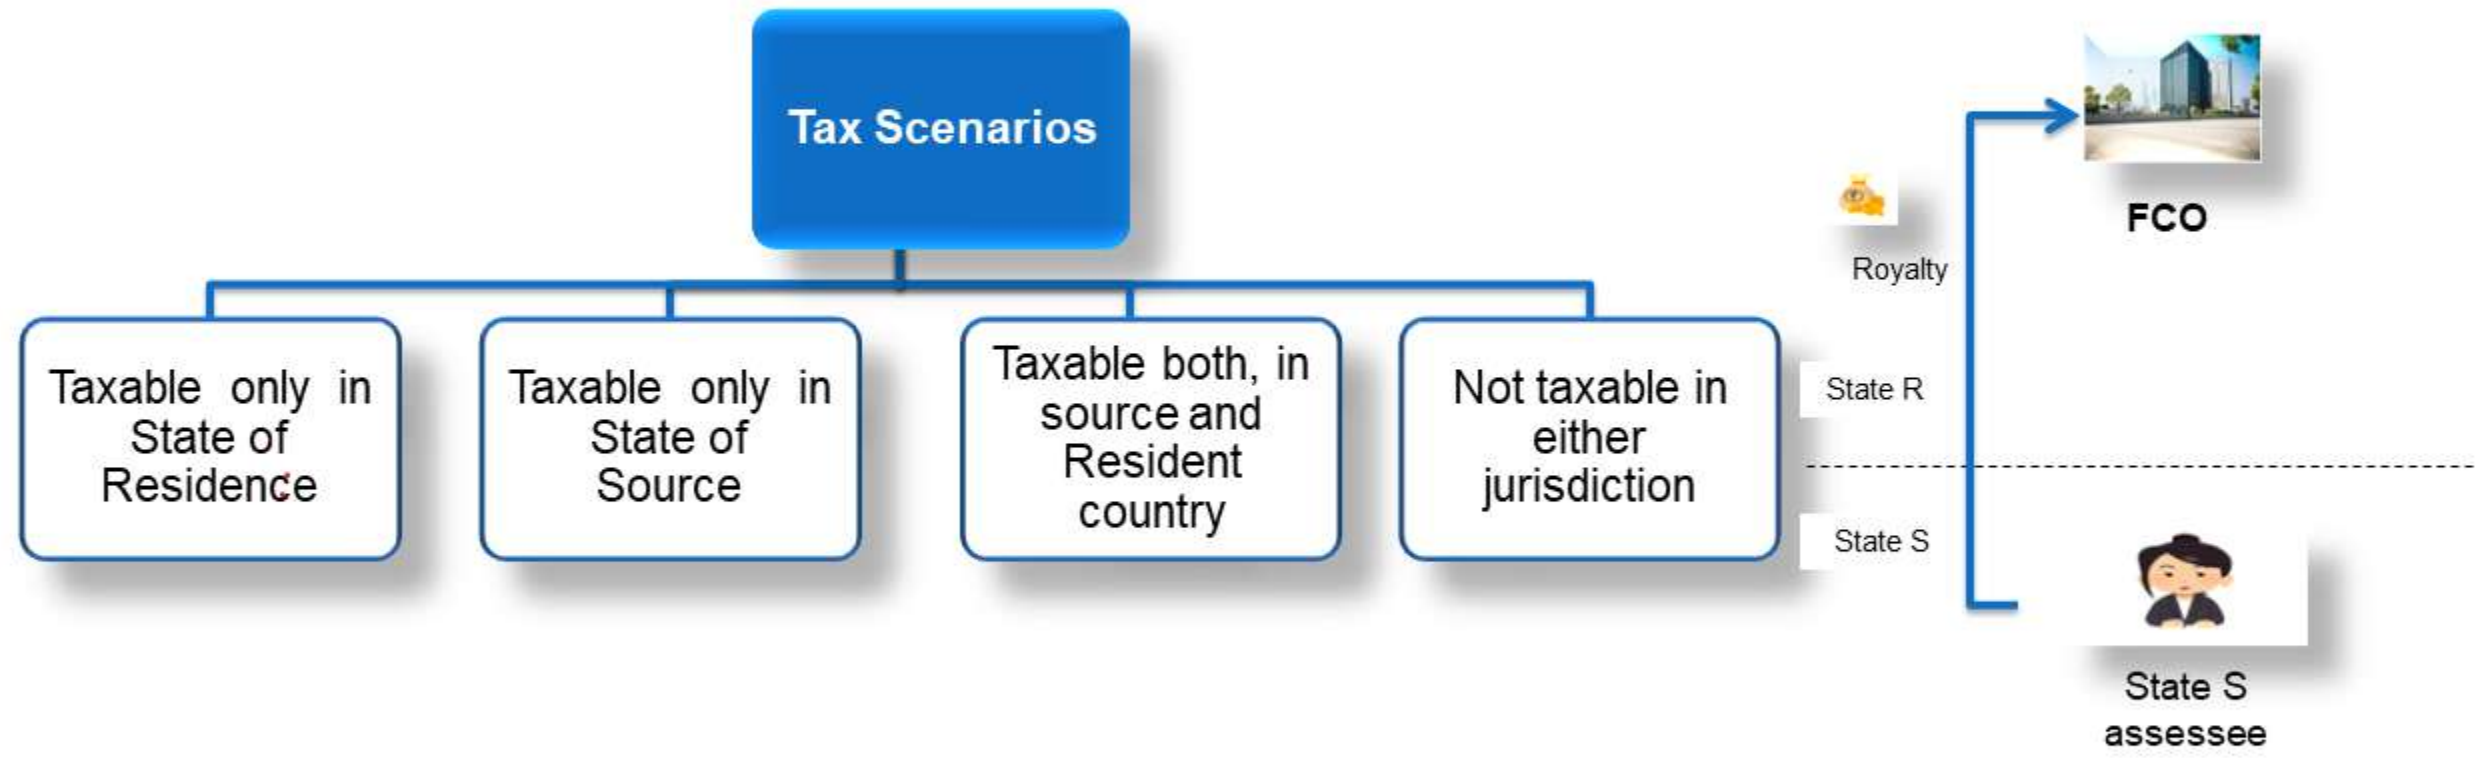 Tax Scenarios
Taxable only in
State of
Residence
Taxable only in
State of
Source
Taxable both, in
source and
Resident
country
Not taxable in
either
jurisdiction
FCO
Royalty
State R
State S
State S
assessee